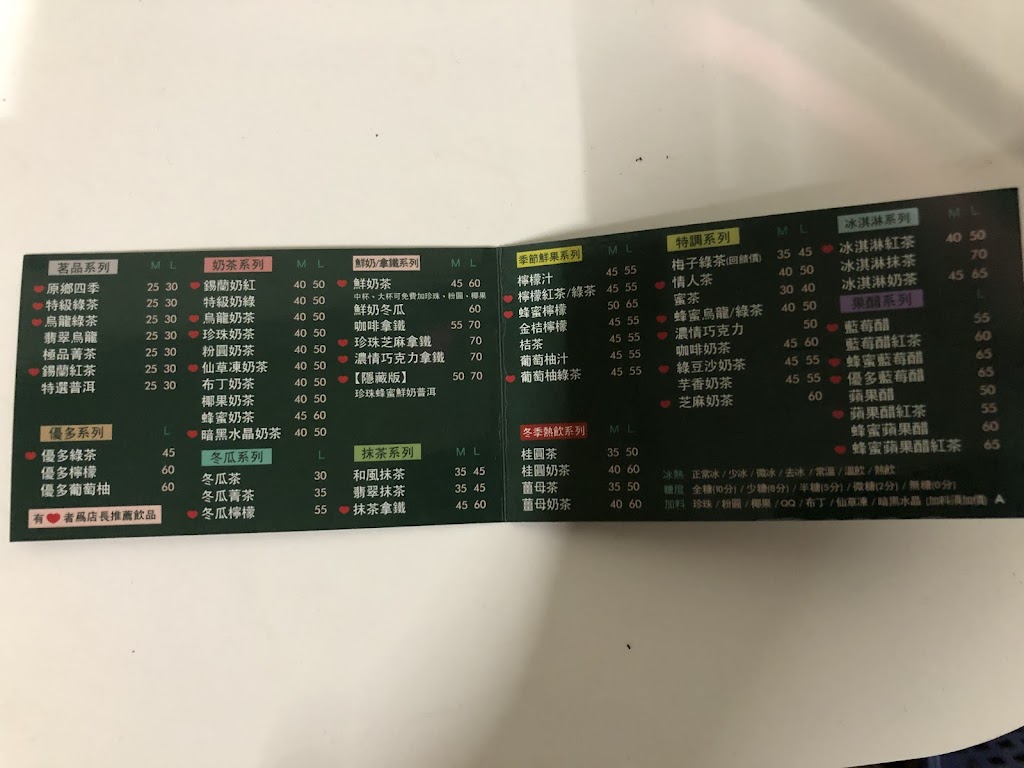 茗品系列 M L
原鄉四季 25 30
特級綠茶 25 30
烏龍綠茶 25 30
翡翠烏龍 25 30
極品菁茶 25 30
錫蘭紅茶 25 30
特選普洱 25 30
優多系列 L
優多綠茶 45
優多檸檬 60
優多葡萄柚 60
有❤者為店長推薦飲品
奶茶系列 M L
錫蘭奶紅 40 50
特級奶綠 40 50
烏龍奶茶 40 50
珍珠奶茶 40 50
粉圓奶茶 40 50
仙草凍奶茶 40 50
布丁奶茶 40 50
椰果奶茶 40 50
蜂蜜奶茶 45 60
暗黑水晶奶茶 40 50
冬瓜系列 L
冬瓜茶 30
冬瓜菁茶 35
冬瓜檸檬 55
鮮奶/拿鐵系列 M L
鮮奶茶 45 60
中杯、大杯可免費加珍珠、粉圓、椰果
鮮奶冬瓜 60
咖啡拿鐵 55 70
珍珠芝麻拿鐵 70
濃情巧克力拿鐵 70
【隱藏版】 50 70
珍珠蜂蜜鮮奶普洱
抹茶系列 M L
和風抹茶 35 45
翡翠抹茶 35 45
抹茶拿鐵 45 60
季節鮮果系列 M L
檸檬汁 45 55
檸檬紅茶/綠茶 45 55
蜂蜜檸檬 50 65
金桔檸檬 45 55
桔茶 45 55
葡萄柚汁 45 55
葡萄柚綠茶 45 55
冬季熱飲系列 M L
桂圓茶 35 50
桂圓奶茶 40 60
薑母茶 35 50
薑母奶茶 40 60
特調系列 M L
梅子綠茶(回饋價) 35 45
情人茶 40 50
蜜茶 30 40
蜜烏龍/綠茶 40 50
濃情巧克力 50
咖啡奶茶 45 60
綠豆沙奶茶 45 55
芋香奶茶 45 55
芝麻奶茶 60
冰淇淋系列 M L
冰淇淋紅茶 40 50
冰淇淋抹茶 70
冰淇淋奶茶 45 65
果醋系列 L
藍莓醋 55
藍莓醋紅茶 60
蜂蜜藍莓醋 65
優多藍莓醋 65
蘋果醋 50
蘋果醋紅茶 55
蜂蜜蘋果醋 60
蜂蜜蘋果醋紅茶 65
冰熱 正常冰 / 少冰 / 微冰 / 去冰 / 常溫 / 溫飲 / 熱飲
糖度 全糖(10分) / 少糖(8分) / 半糖(5分) / 微糖(2分) / 無糖(0分)
加料 珍珠 / 粉圓 / 椰果 / QQ / 布丁 / 仙草凍 / 暗黑水晶 (加料須加價) A